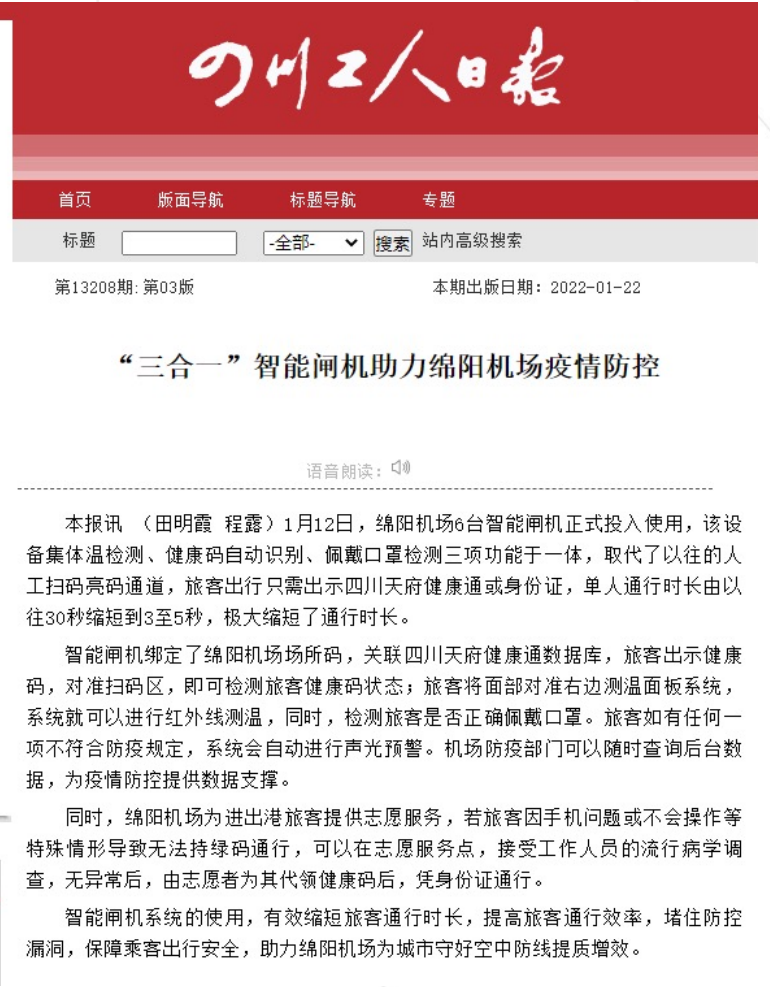 四川工人日报
首页 版面导航 标题导航 专题
标题 -全部- 搜索 站内高级搜索
第13208期:第03版 本期出版日期：2022-01-22
“三合一”智能闸机助力绵阳机场疫情防控
语音朗读：
本报讯 （田明霞 程露）1月12日，绵阳机场6台智能闸机正式投入使用，该设
备集体温检测、健康码自动识别、佩戴口罩检测三项功能于一体，取代了以往的人
工扫码亮码通道，旅客出行只需出示四川天府健康通或身份证，单人通行时长由以
往30秒缩短到3至5秒，极大缩短了通行时长。
智能闸机绑定了绵阳机场场所码，关联四川天府健康通数据库，旅客出示健康
码，对准扫码区，即可检测旅客健康码状态；旅客将面部对准右边测温面板系统，
系统就可以进行红外线测温，同时，检测旅客是否正确佩戴口罩。旅客如有任何一
项不符合防疫规定，系统会自动进行声光预警。机场防疫部门可以随时查询后台数
据，为疫情防控提供数据支撑。
同时，绵阳机场为进出港旅客提供志愿服务，若旅客因手机问题或不会操作等
特殊情形导致无法持绿码通行，可以在志愿服务点，接受工作人员的流行病学调
查，无异常后，由志愿者为其代领健康码后，凭身份证通行。
智能闸机系统的使用，有效缩短旅客通行时长，提高旅客通行效率，堵住防控
漏洞，保障乘客出行安全，助力绵阳机场为城市守好空中防线提质增效。